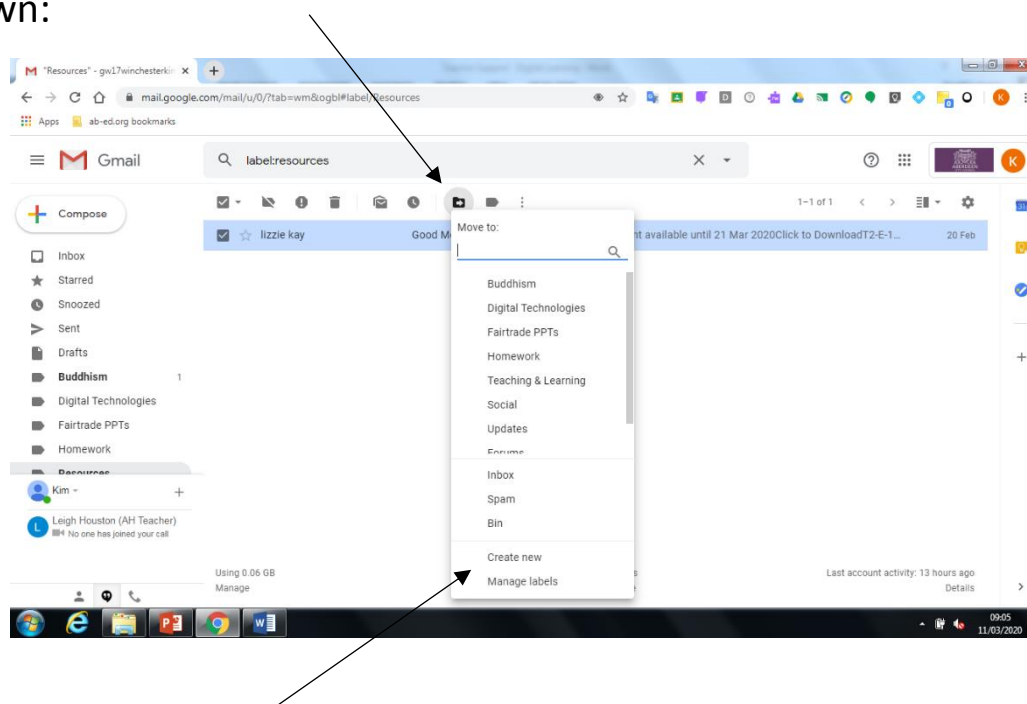 wn:
"Resources" - gw17winchesterkin
mail.google.com/mail/u/0/?tab=wm&ogbl#label/Resources
Apps ab-ed.org bookmarks
Gmail
label:resources
K
Compose
1-1 of 1
lizzie kay Good M nt available until 21 Mar 2020Click to DownloadT2-E-1... 20 Feb
Move to:
Inbox
Starred
Snoozed
Sent
Drafts
Buddhism 1
Digital Technologies
Fairtrade PPTs
Homework
Resources
Buddhism
Digital Technologies
Fairtrade PPTs
Homework
Teaching & Learning
Social
Updates
Forums
Inbox
Spam
Bin
Create new
Manage labels
Kim
L
Leigh Houston (AH Teacher)
No one has joined your call
Using 0.06 GB
Manage
Last account activity: 13 hours ago
Details
09:05
11/03/2020